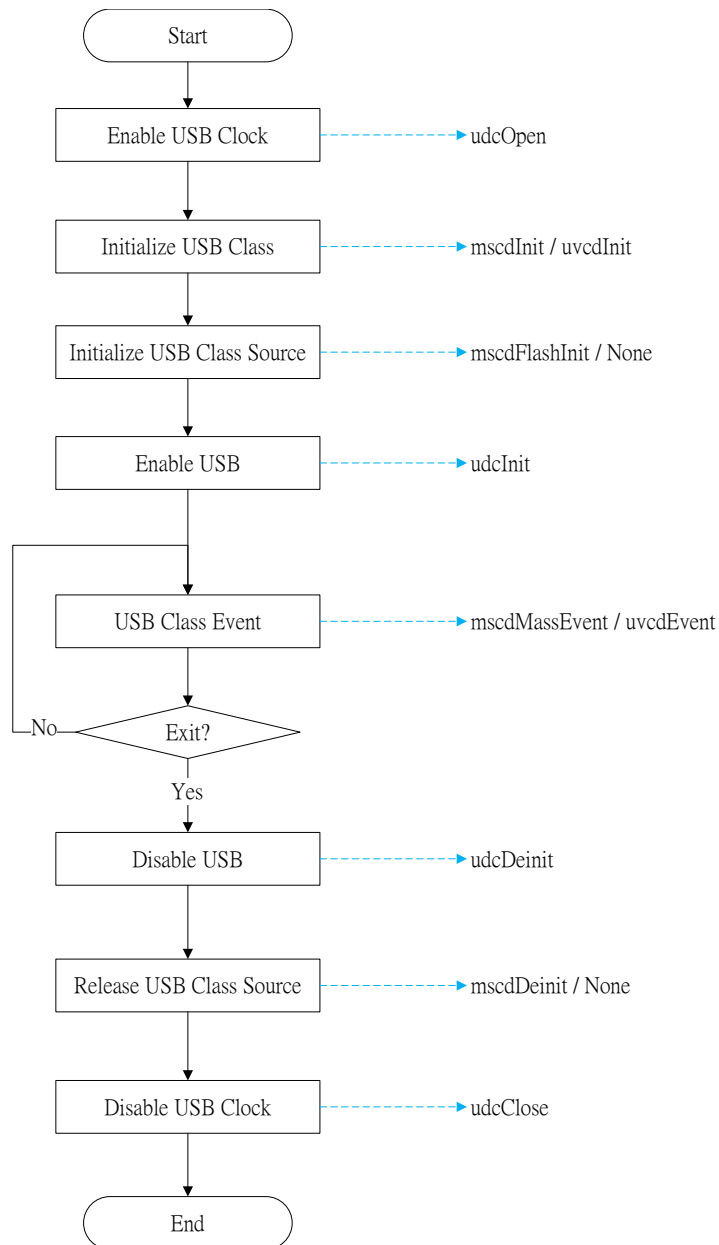 Start
Enable USB Clock
udcOpen
Initialize USB Class
mscdInit / uvcdInit
Initialize USB Class Source
mscdFlashInit / None
Enable USB
udcInit
USB Class Event
mscdMassEvent / uvcdEvent
No
Exit?
Yes
Disable USB
udcDeinit
Release USB Class Source
mscdDeinit / None
Disable USB Clock
udcClose
End